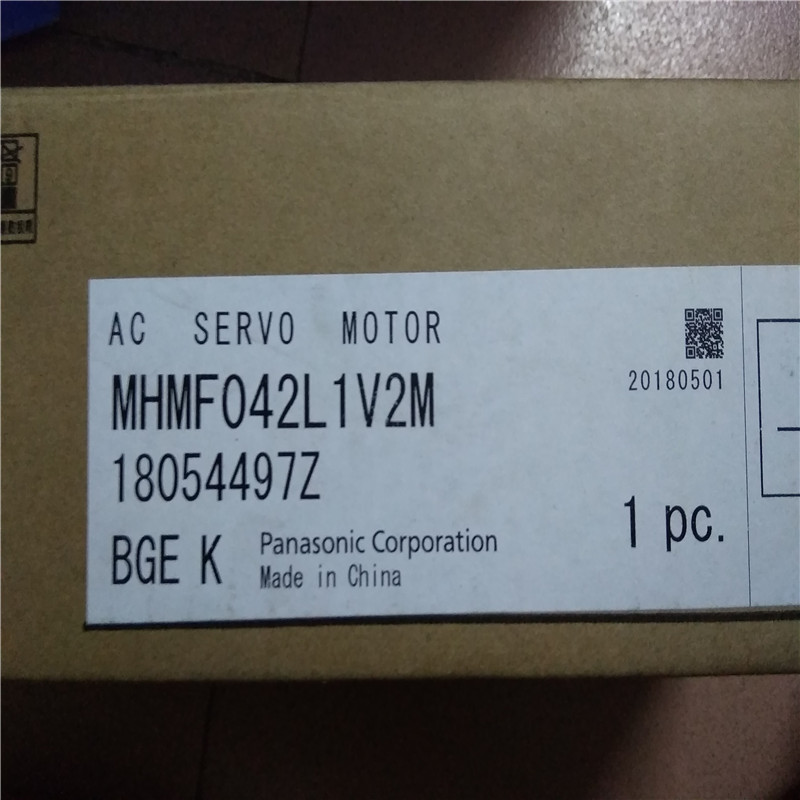 AC SERVO MOTOR
MHMF042L1V2M
20180501
18054497Z
1 pc.
BGE K
Panasonic Corporation
Made in China